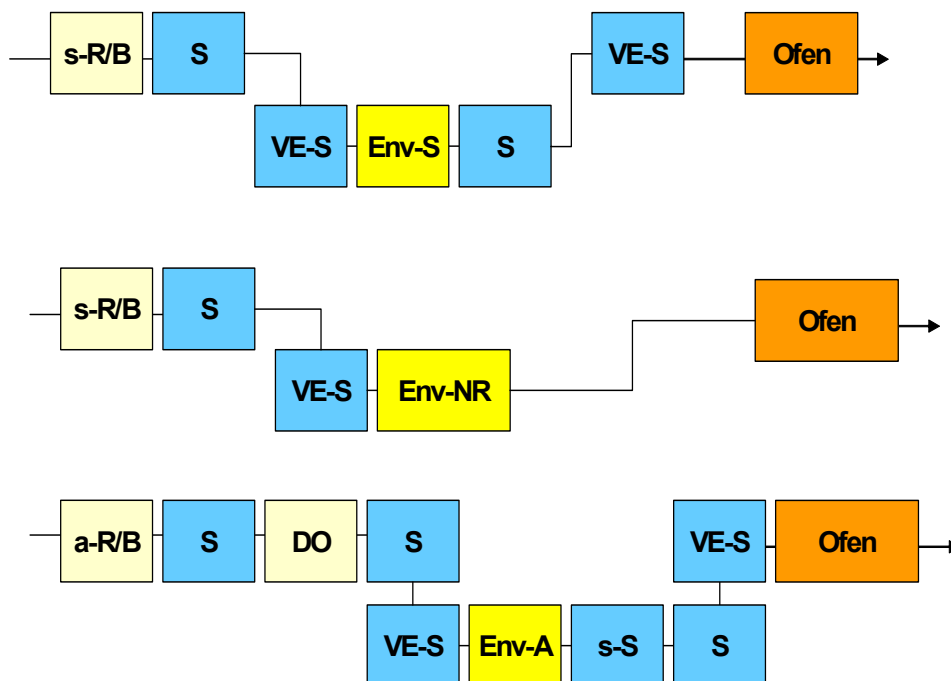 s-R/B S VE-S Ofen
VE-S Env-S S
s-R/B S Ofen
VE-S Env-NR
a-R/B S DO S VE-S Ofen
VE-S Env-A s-S S